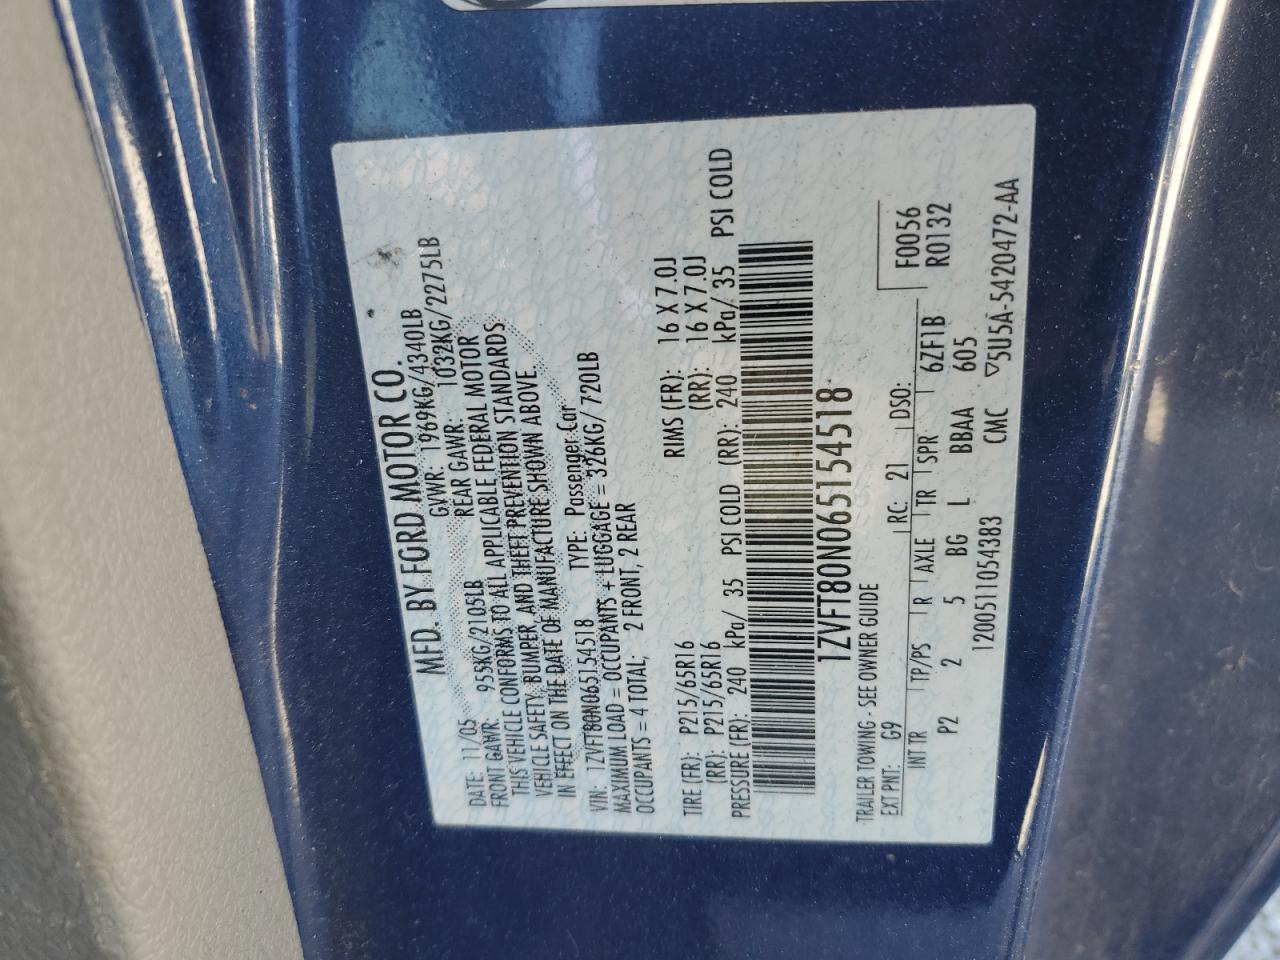 MFD. BY FORD MOTOR CO.
DATE: 11/05 GVWR: 1969KG/4340LB
FRONT GAWR: 955KG/2105LB REAR GAWR: 1032KG/2275LB
THIS VEHICLE CONFORMS TO ALL APPLICABLE FEDERAL MOTOR
VEHICLE SAFETY, BUMPER, AND THEFT PREVENTION STANDARDS
IN EFFECT ON THE DATE OF MANUFACTURE SHOWN ABOVE.
VIN: 1ZVFT80N065154518 TYPE: Passenger Car
MAXIMUM LOAD = OCCUPANTS + LUGGAGE = 326KG/720LB
OCCUPANTS = 4 TOTAL: 2 FRONT, 2 REAR
TIRE (FR): P215/65R16 RIMS (FR): 16 X 7.0J
(RR): P215/65R16 (RR): 16 X 7.0J
PRESSURE (FR): 240 kPa/ 35 PSI COLD (RR): 240 kPa/ 35 PSI COLD
1ZVFT80N065154518
TRAILER TOWING - SEE OWNER GUIDE
EXT PNT: G9 RC: 21 DSO: F0056
INT TR TP/PS R AXLE TR SPR 6ZF1B R0132
P2 2 5 BG L BBAA 605
1200511054383 CMC ▽5U5A-5420472-AA